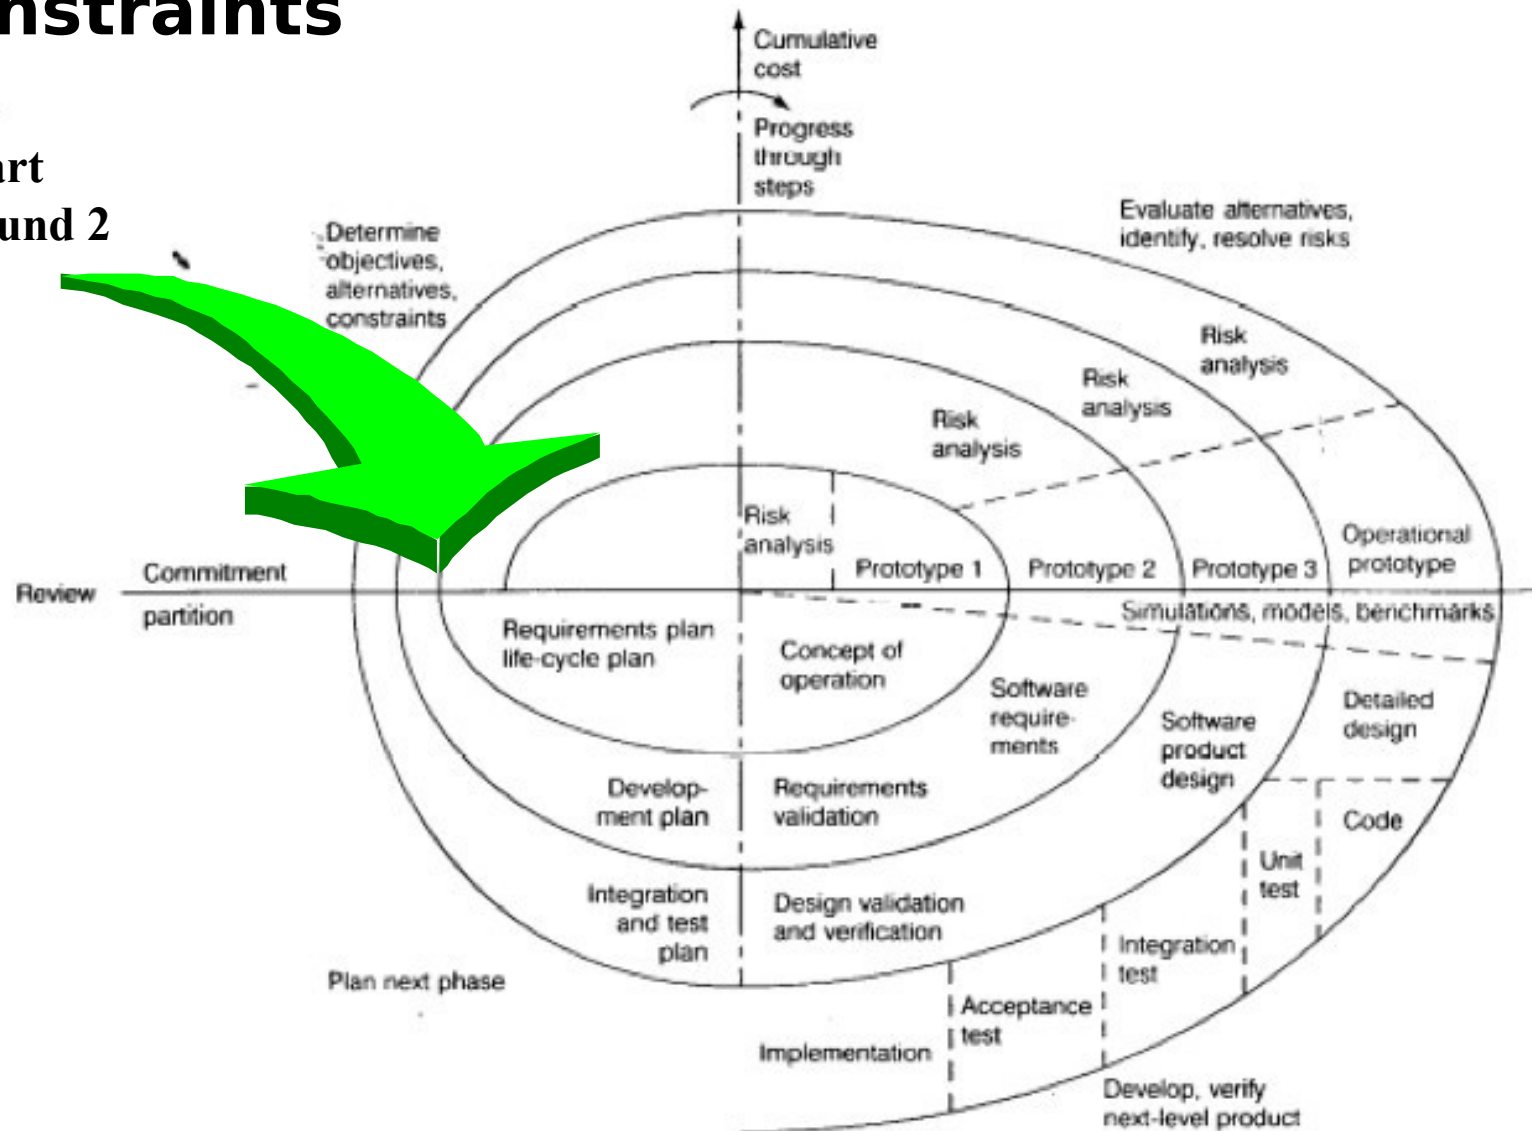 nstraints
art
und 2
Cumulative
cost
Progress
through
steps
Determine
objectives,
alternatives,
constraints
Evaluate alternatives,
identify, resolve risks
Risk
analysis
Risk
analysis
Risk
analysis
Risk
analysis
Operational
prototype
Prototype 1
Prototype 2
Prototype 3
Review
Commitment
partition
Simulations, models, benchmarks
Requirements plan
life-cycle plan
Concept of
operation
Software
require-
ments
Software
product
design
Detailed
design
Develop-
ment plan
Requirements
validation
Code
Unit
test
Integration
and test
plan
Design validation
and verification
Integration
test
Plan next phase
Acceptance
test
Implementation
Develop, verify
next-level product